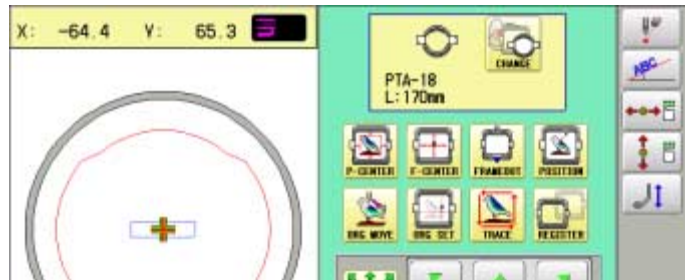 X: -64.4 Y: 65.3
CHANGE
PTA-18
L:170mm
P-CENTER F-CENTER FRAMEOUT POSITION
ORG MOVE ORG SET TRACE REGISTER
ABC